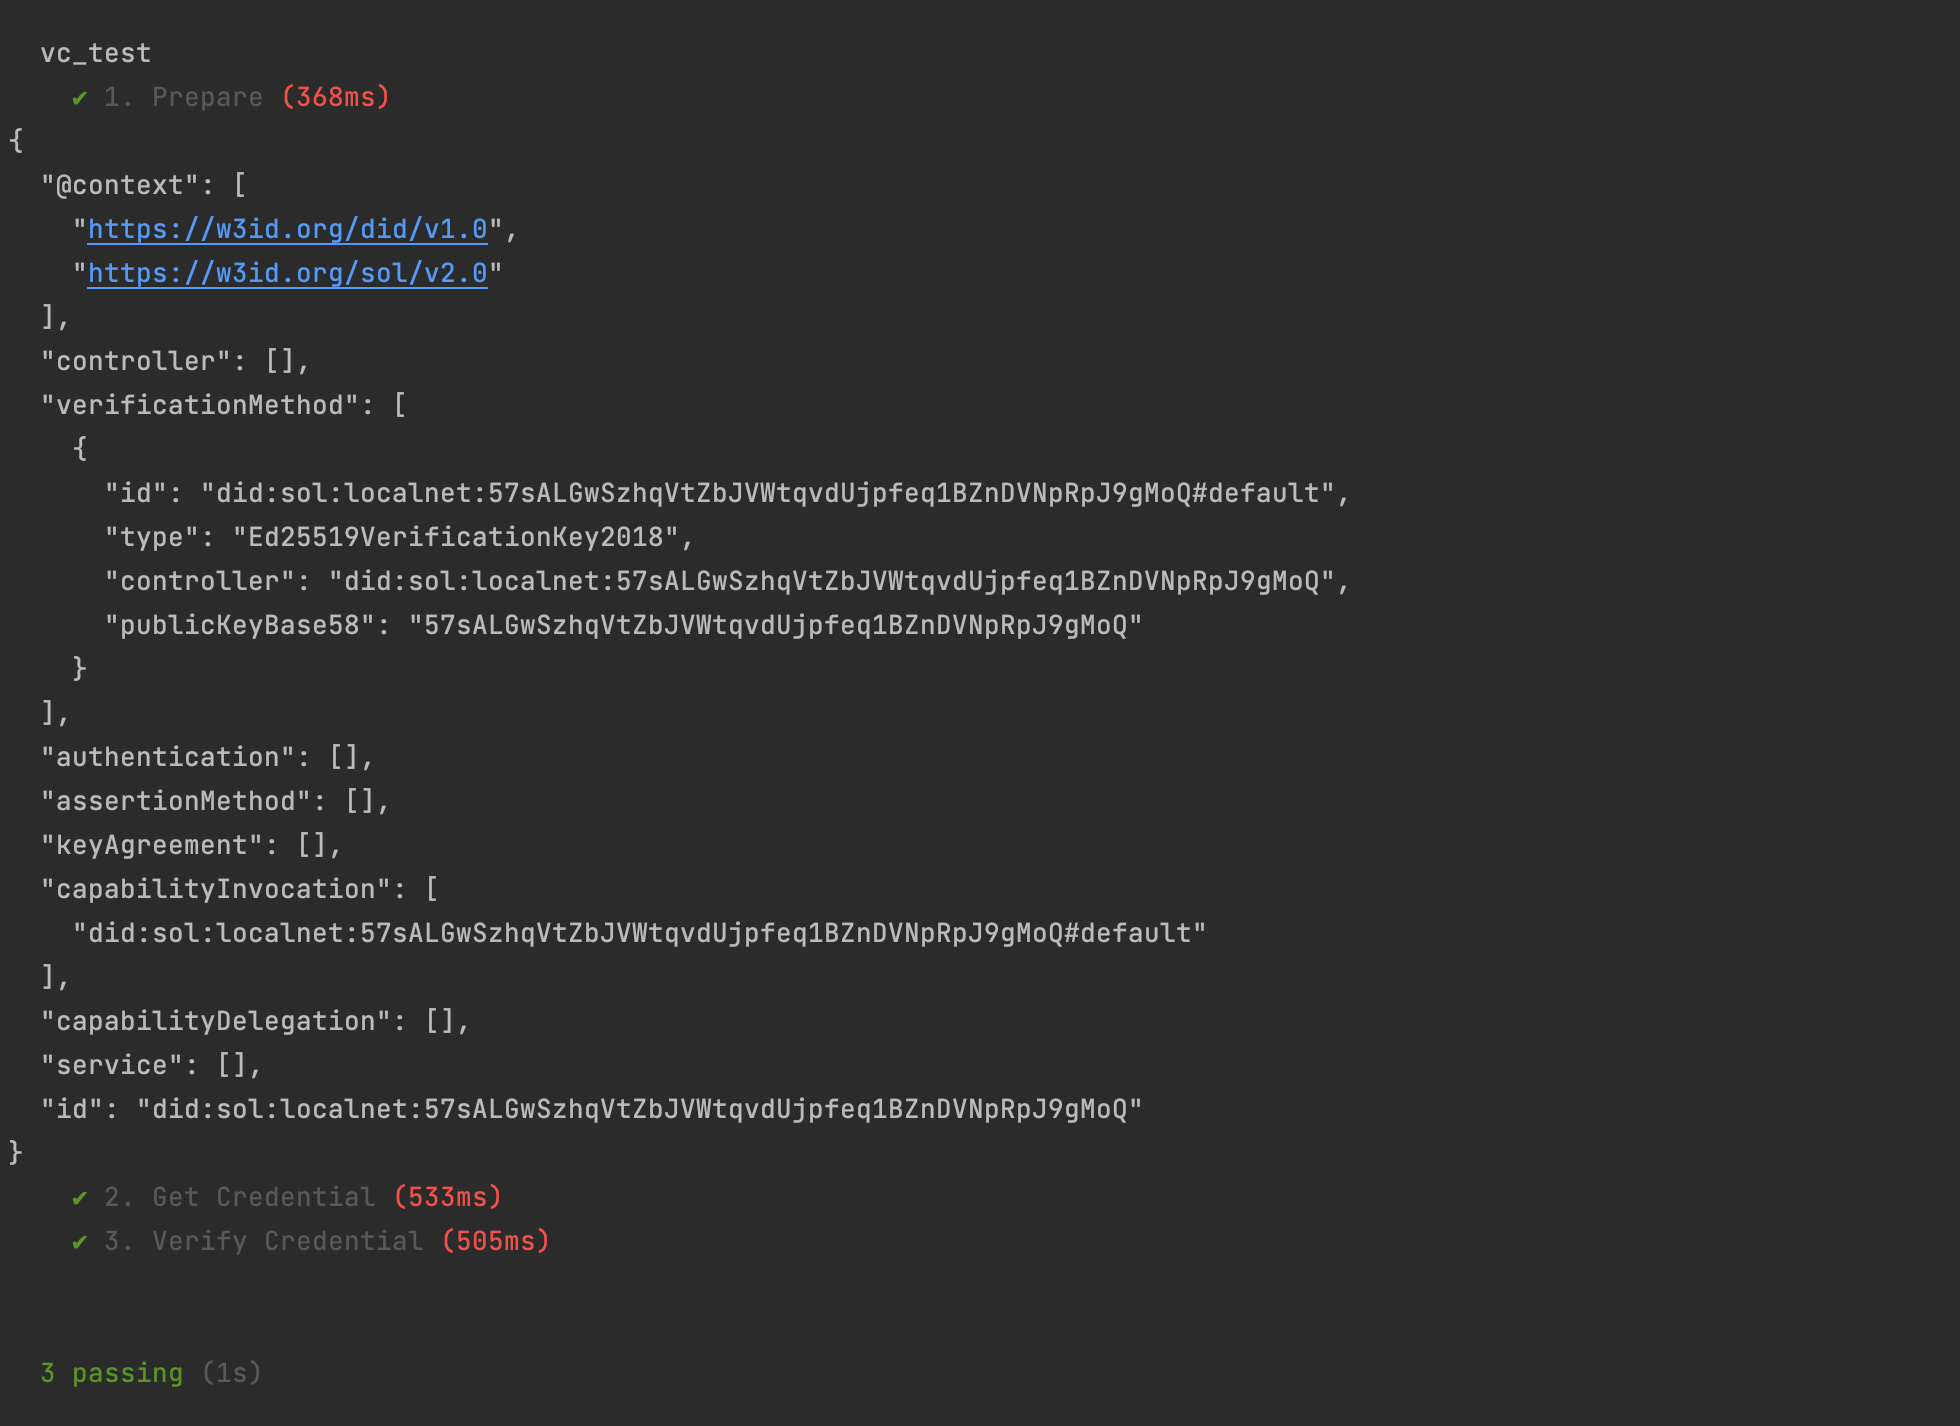 vc_test
✔ 1. Prepare (368ms)
{
"@context": [
"https://w3id.org/did/v1.0",
"https://w3id.org/sol/v2.0"
],
"controller": [],
"verificationMethod": [
{
"id": "did:sol:localnet:57sALGwSzhqVtZbJVWtqvdUjpfeq1BZnDVNpRpJ9gMoQ#default",
"type": "Ed25519VerificationKey2018",
"controller": "did:sol:localnet:57sALGwSzhqVtZbJVWtqvdUjpfeq1BZnDVNpRpJ9gMoQ",
"publicKeyBase58": "57sALGwSzhqVtZbJVWtqvdUjpfeq1BZnDVNpRpJ9gMoQ"
}
],
"authentication": [],
"assertionMethod": [],
"keyAgreement": [],
"capabilityInvocation": [
"did:sol:localnet:57sALGwSzhqVtZbJVWtqvdUjpfeq1BZnDVNpRpJ9gMoQ#default"
],
"capabilityDelegation": [],
"service": [],
"id": "did:sol:localnet:57sALGwSzhqVtZbJVWtqvdUjpfeq1BZnDVNpRpJ9gMoQ"
}
✔ 2. Get Credential (533ms)
✔ 3. Verify Credential (505ms)
3 passing (1s)